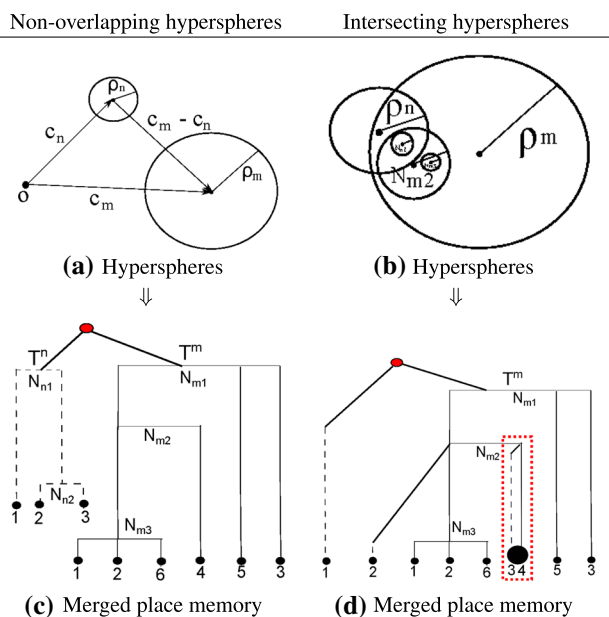 Non-overlapping hyperspheres
Intersecting hyperspheres
ρn
cn
cm - cn
ρm
o
cm
ρn
ρm
Nm2
(a) Hyperspheres
(b) Hyperspheres
⇓
⇓
Tn
Tm
Nn1
Nm1
Nm2
Nn2
1 2 3
Nm3
1 2 6 4 5 3
Tm
Nm1
Nm2
Nm3
1 2 1 2 6 3 4 5 3
(c) Merged place memory
(d) Merged place memory